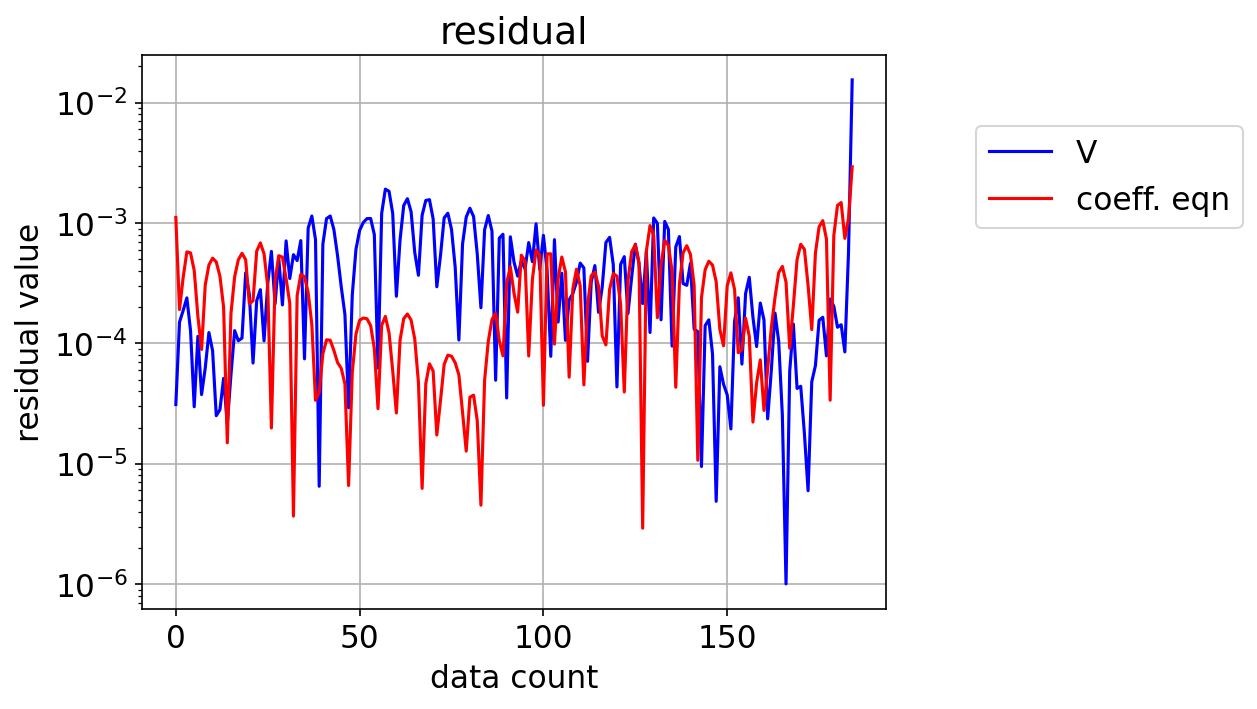 residual
10⁻²
10⁻³
10⁻⁴
10⁻⁵
10⁻⁶
residual value
0 50 100 150
data count
V
coeff. eqn